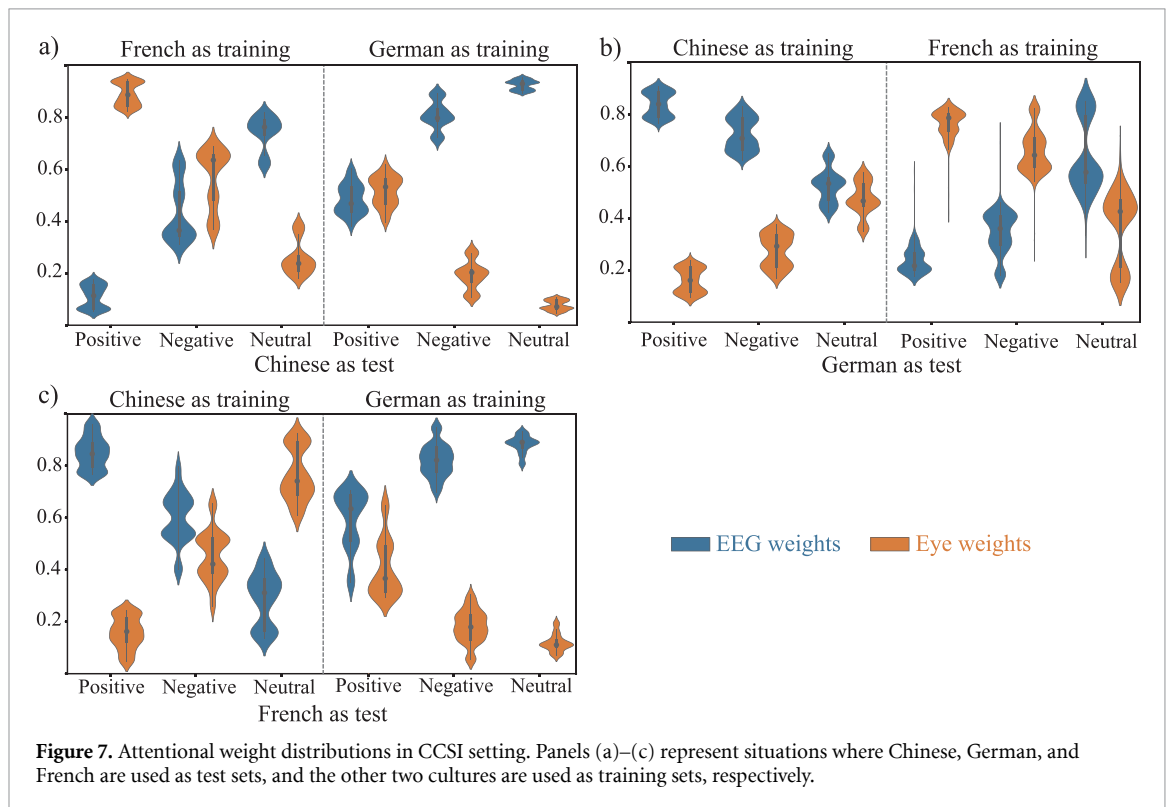 a)
French as training
German as training
0.8
0.6
0.4
0.2
Positive
Negative
Neutral
Positive
Negative
Neutral
Chinese as test
b)
Chinese as training
French as training
0.8
0.6
0.4
0.2
Positive
Negative
Neutral
Positive
Negative
Neutral
German as test
c)
Chinese as training
German as training
0.8
0.6
0.4
0.2
Positive
Negative
Neutral
Positive
Negative
Neutral
French as test
EEG weights
Eye weights
Figure 7. Attentional weight distributions in CCSI setting. Panels (a)–(c) represent situations where Chinese, German, and
French are used as test sets, and the other two cultures are used as training sets, respectively.